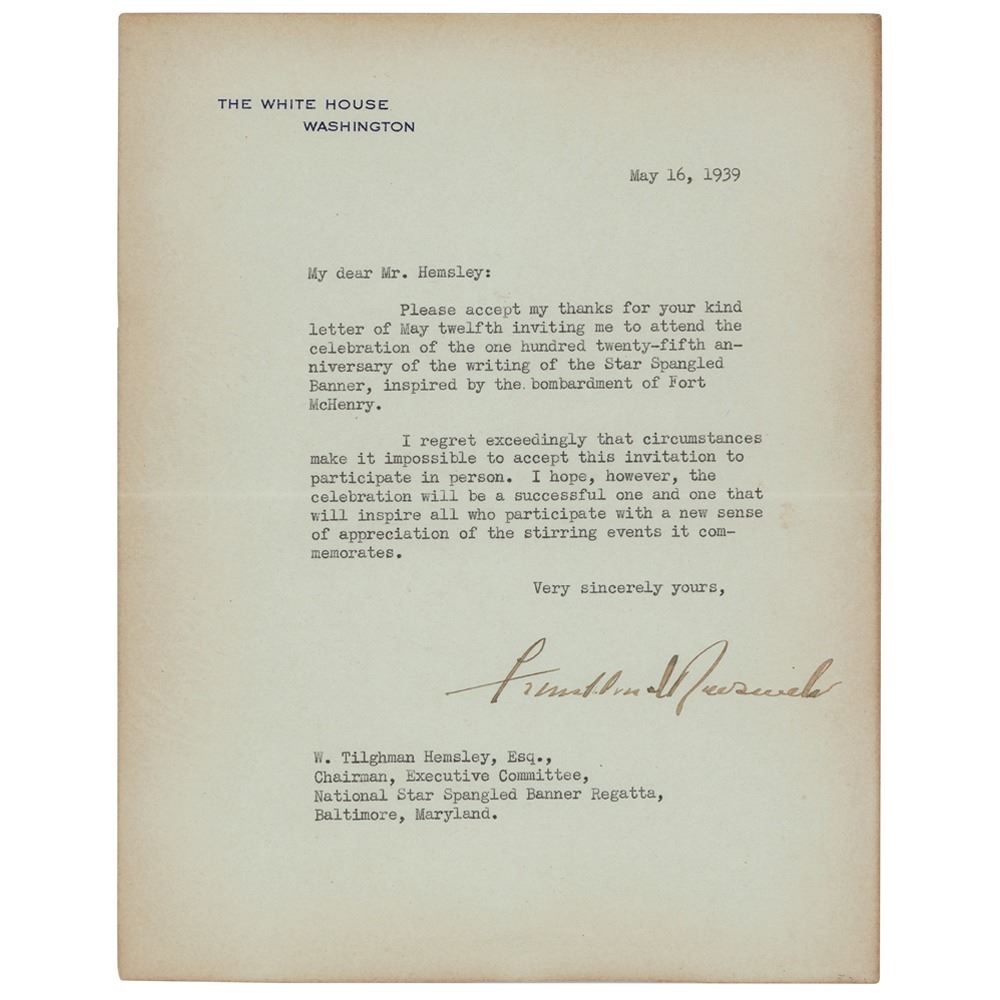 THE WHITE HOUSE
WASHINGTON
May 16, 1939
My dear Mr. Hemsley:
Please accept my thanks for your kind
letter of May twelfth inviting me to attend the
celebration of the one hundred twenty-fifth an-
niversary of the writing of the Star Spangled
Banner, inspired by the bombardment of Fort
McHenry.
I regret exceedingly that circumstances
make it impossible to accept this invitation to
participate in person. I hope, however, the
celebration will be a successful one and one that
will inspire all who participate with a new sense
of appreciation of the stirring events it com-
memorates.
Very sincerely yours,
Franklin D Roosevelt
W. Tilghman Hemsley, Esq.,
Chairman, Executive Committee,
National Star Spangled Banner Regatta,
Baltimore, Maryland.